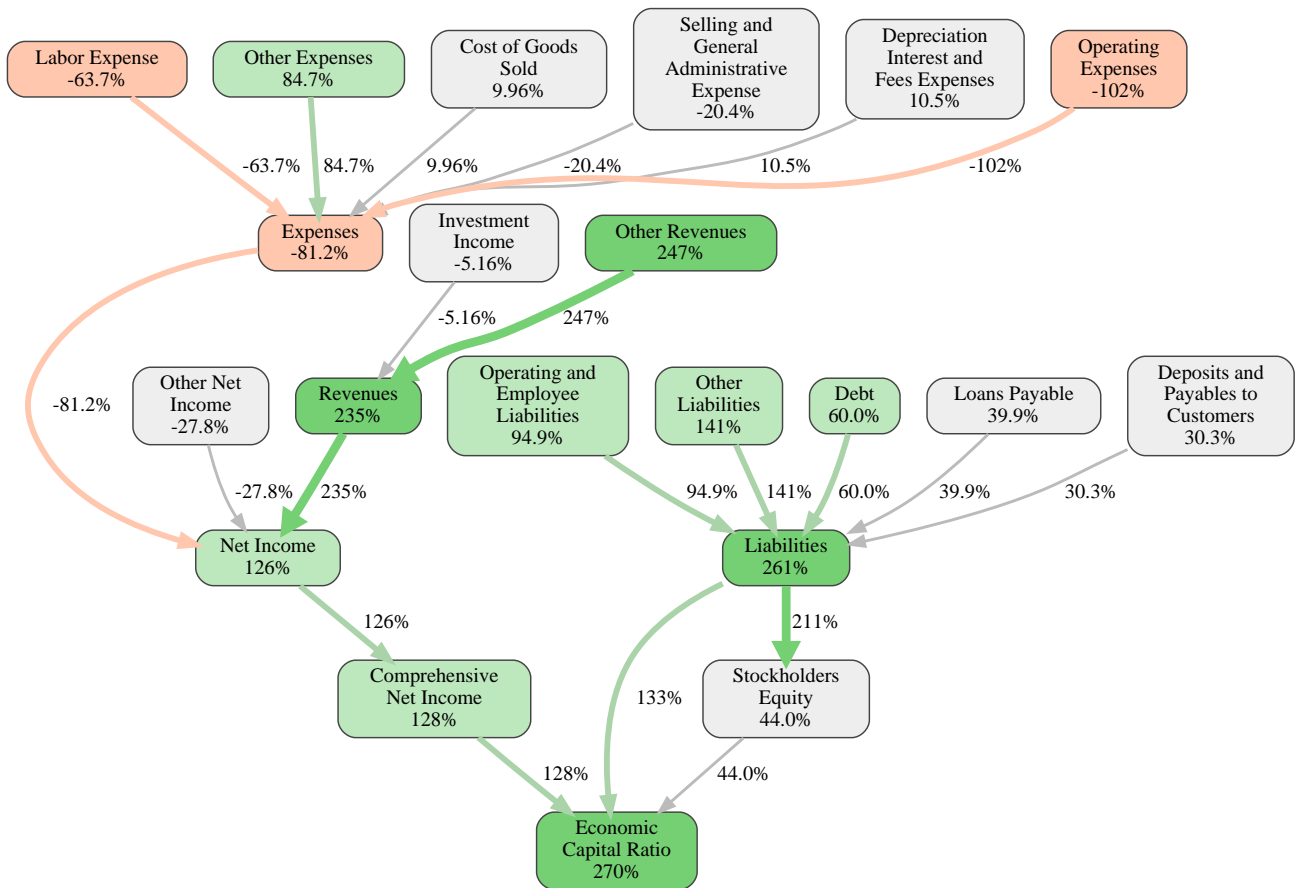 Labor Expense
-63.7%
Other Expenses
84.7%
Cost of Goods
Sold
9.96%
Selling and
General
Administrative
Expense
-20.4%
Depreciation
Interest and
Fees Expenses
10.5%
Operating
Expenses
-102%
-63.7%
84.7%
9.96%
-20.4%
10.5%
-102%
Expenses
-81.2%
Investment
Income
-5.16%
Other Revenues
247%
-5.16%
247%
-81.2%
Other Net
Income
-27.8%
Revenues
235%
Operating and
Employee
Liabilities
94.9%
Other
Liabilities
141%
Debt
60.0%
Loans Payable
39.9%
Deposits and
Payables to
Customers
30.3%
-27.8%
235%
94.9%
141%
60.0%
39.9%
30.3%
Net Income
126%
Liabilities
261%
126%
211%
Comprehensive
Net Income
128%
133%
Stockholders
Equity
44.0%
128%
44.0%
Economic
Capital Ratio
270%